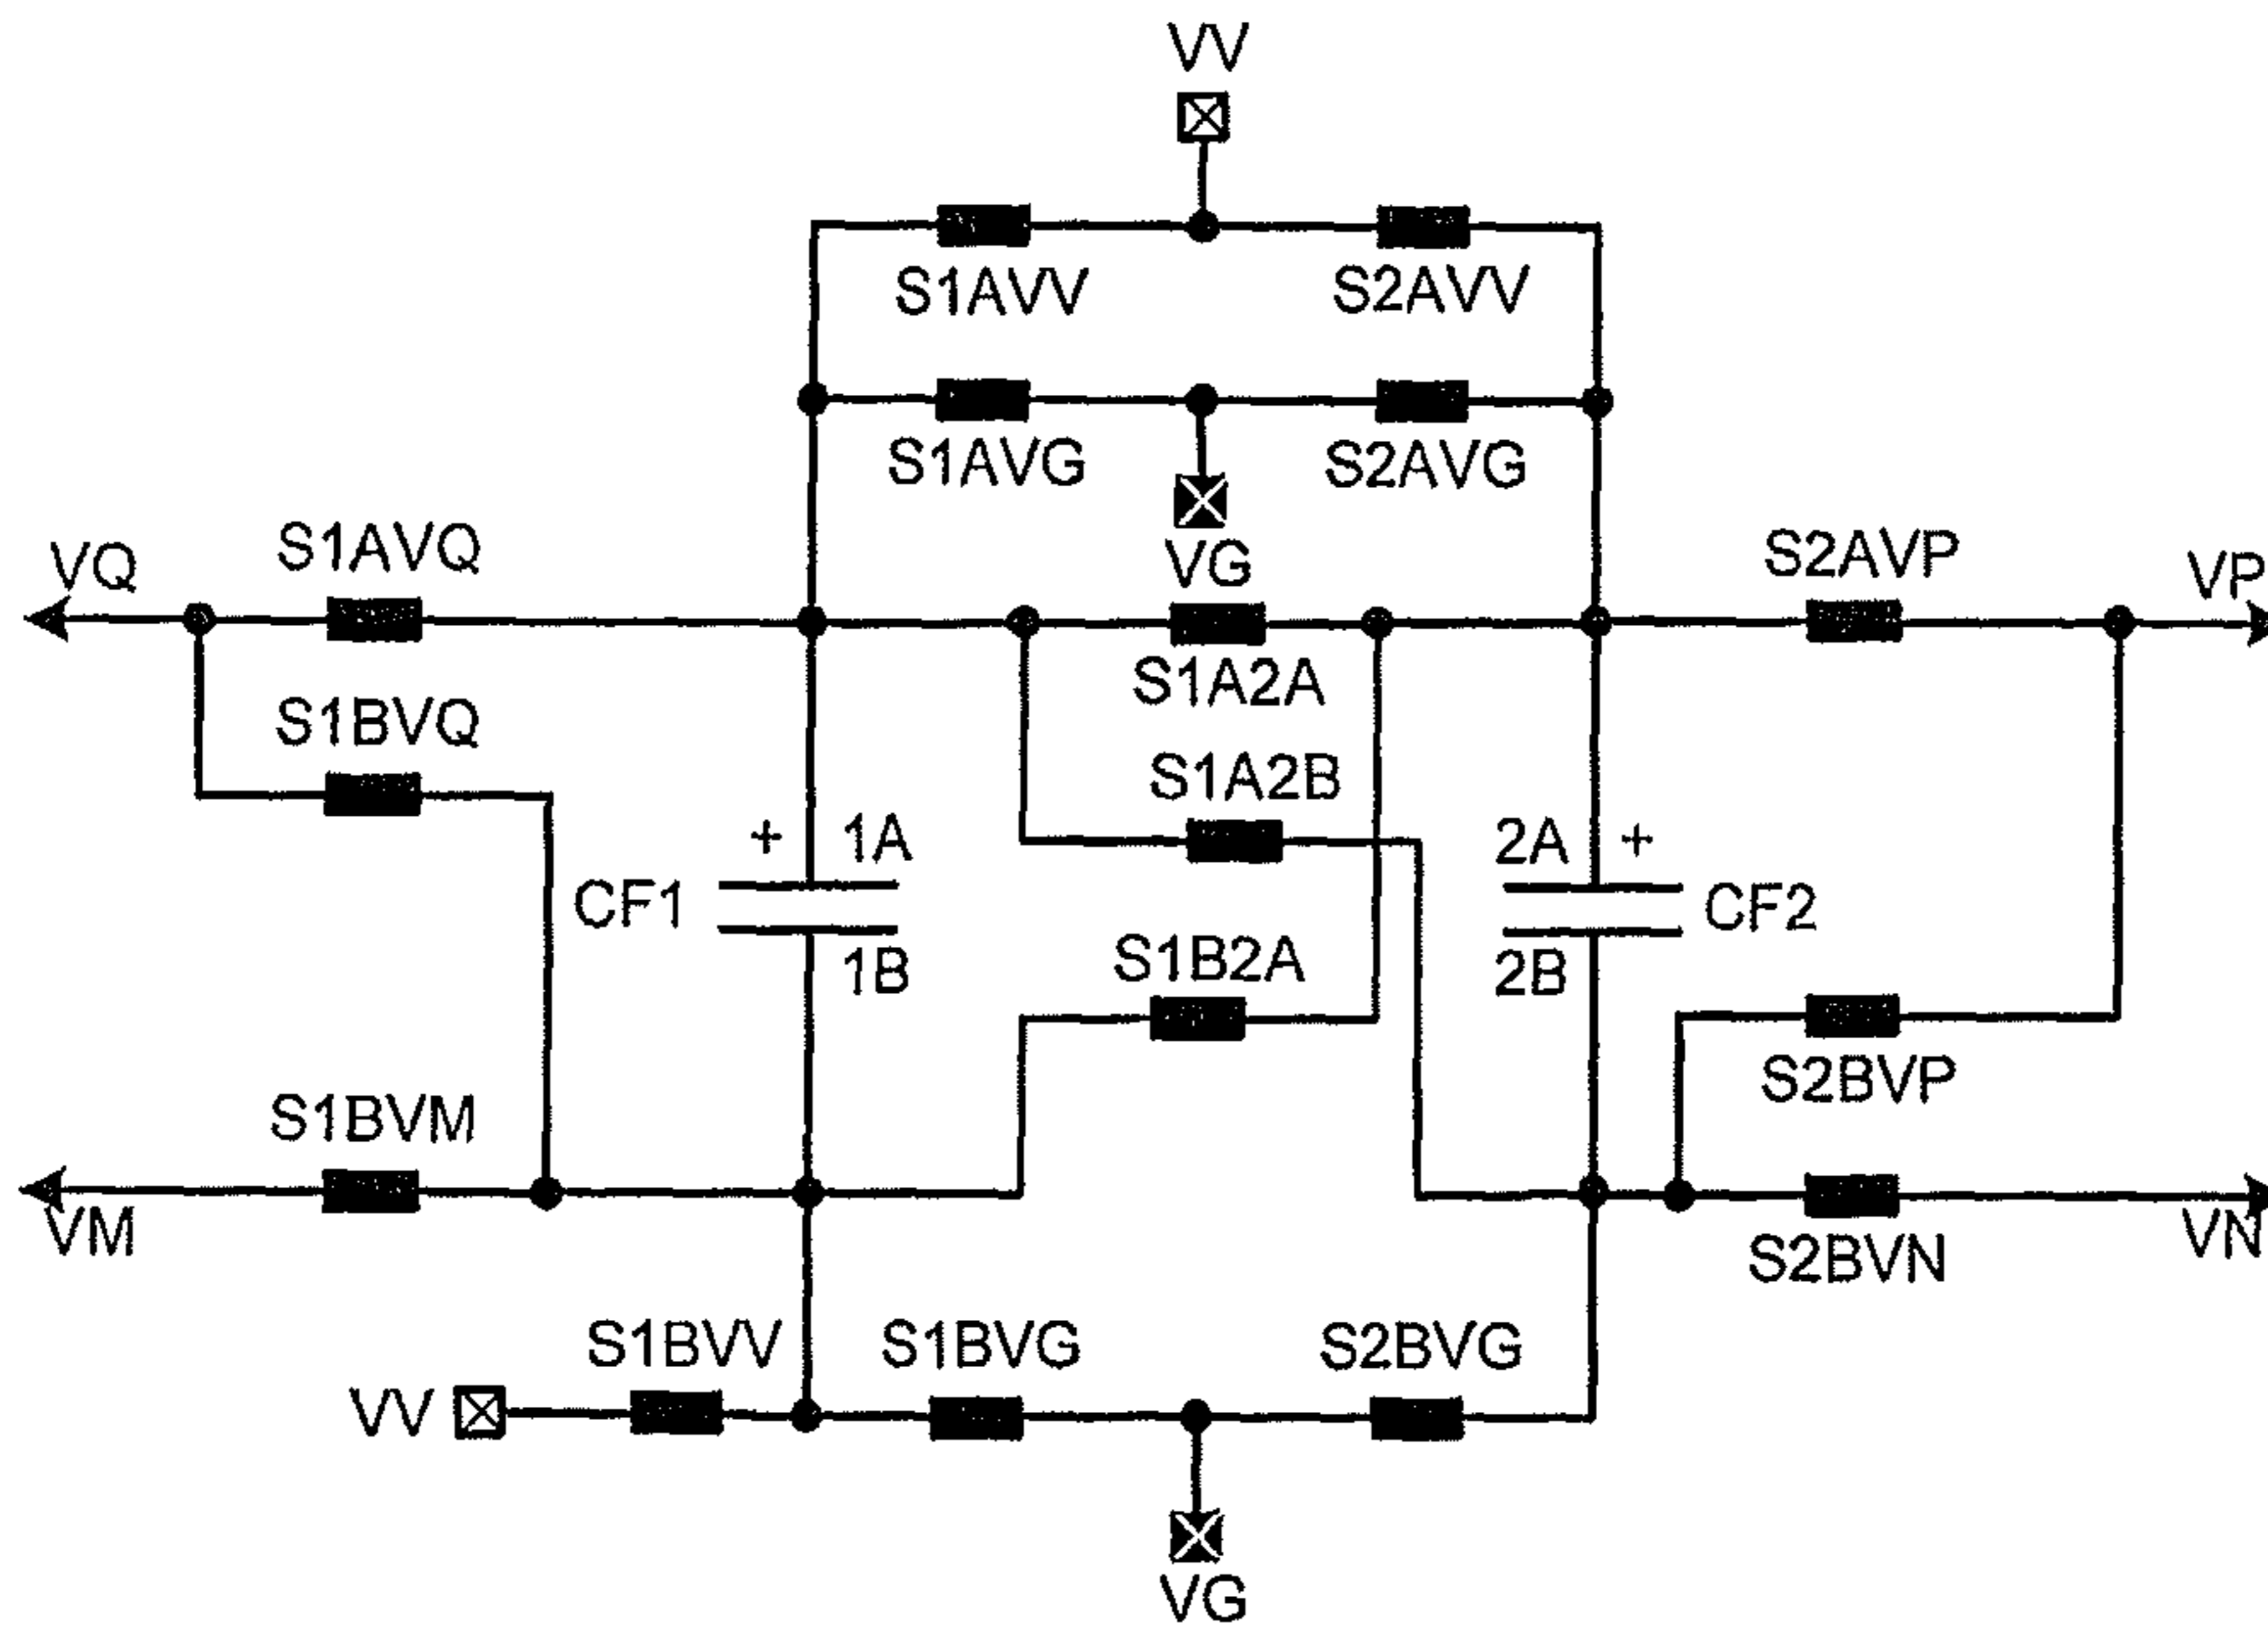 VV
S1AVV
S2AVV
S1AVG
S2AVG
VG
VQ
S1AVQ
S2AVP
VP
S1A2A
S1BVQ
S1A2B
+
1A
2A
+
CF1
CF2
1B
S1B2A
2B
S2BVP
S1BVM
VM
VN
S2BVN
S1BVV
S1BVG
S2BVG
VV
VG